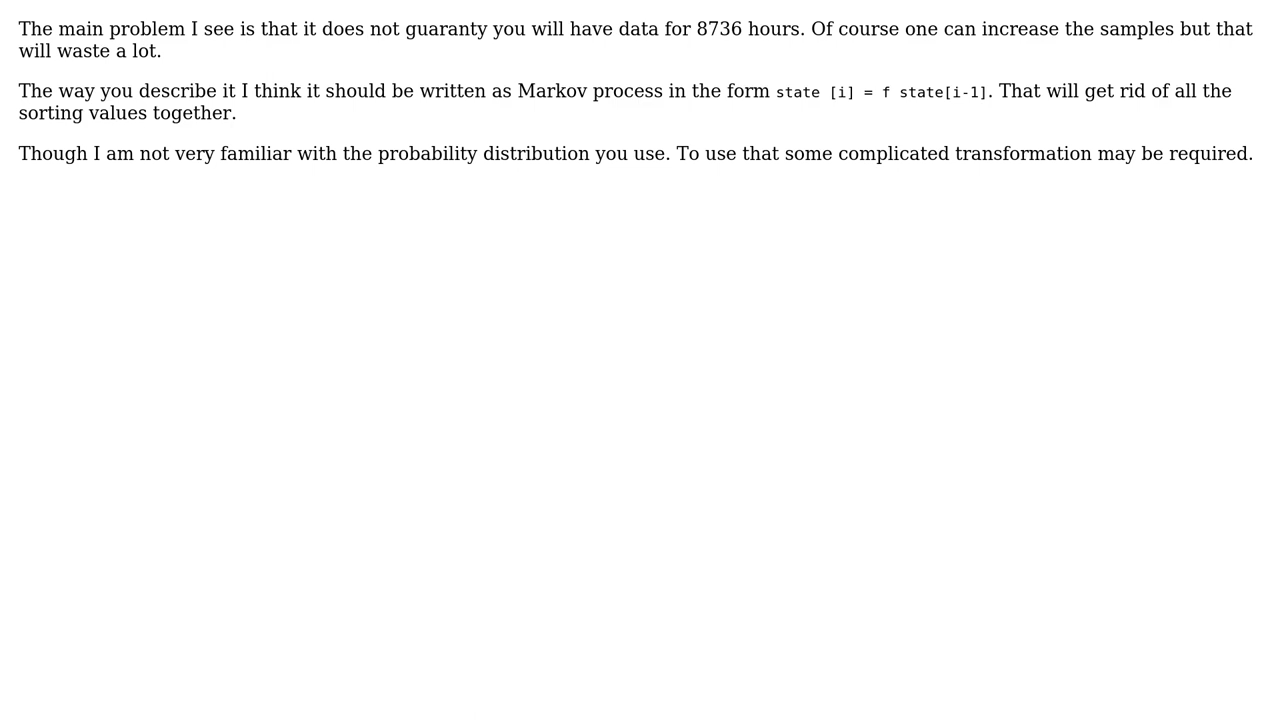 The main problem I see is that it does not guaranty you will have data for 8736 hours. Of course one can increase the samples but that
will waste a lot.
The way you describe it I think it should be written as Markov process in the form state [i] = f state[i-1]. That will get rid of all the
sorting values together.
Though I am not very familiar with the probability distribution you use. To use that some complicated transformation may be required.